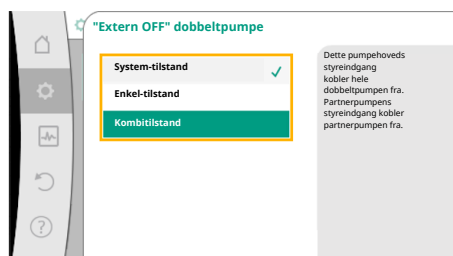 "Extern OFF" dobbeltpumpe
System-tilstand
Enkel-tilstand
Kombitilstand
Dette pumpehoveds
styreindgang
kobler hele
dobbeltpumpen fra.
Partnerpumpens
styreindgang kobler
partnerpumpen fra.
?